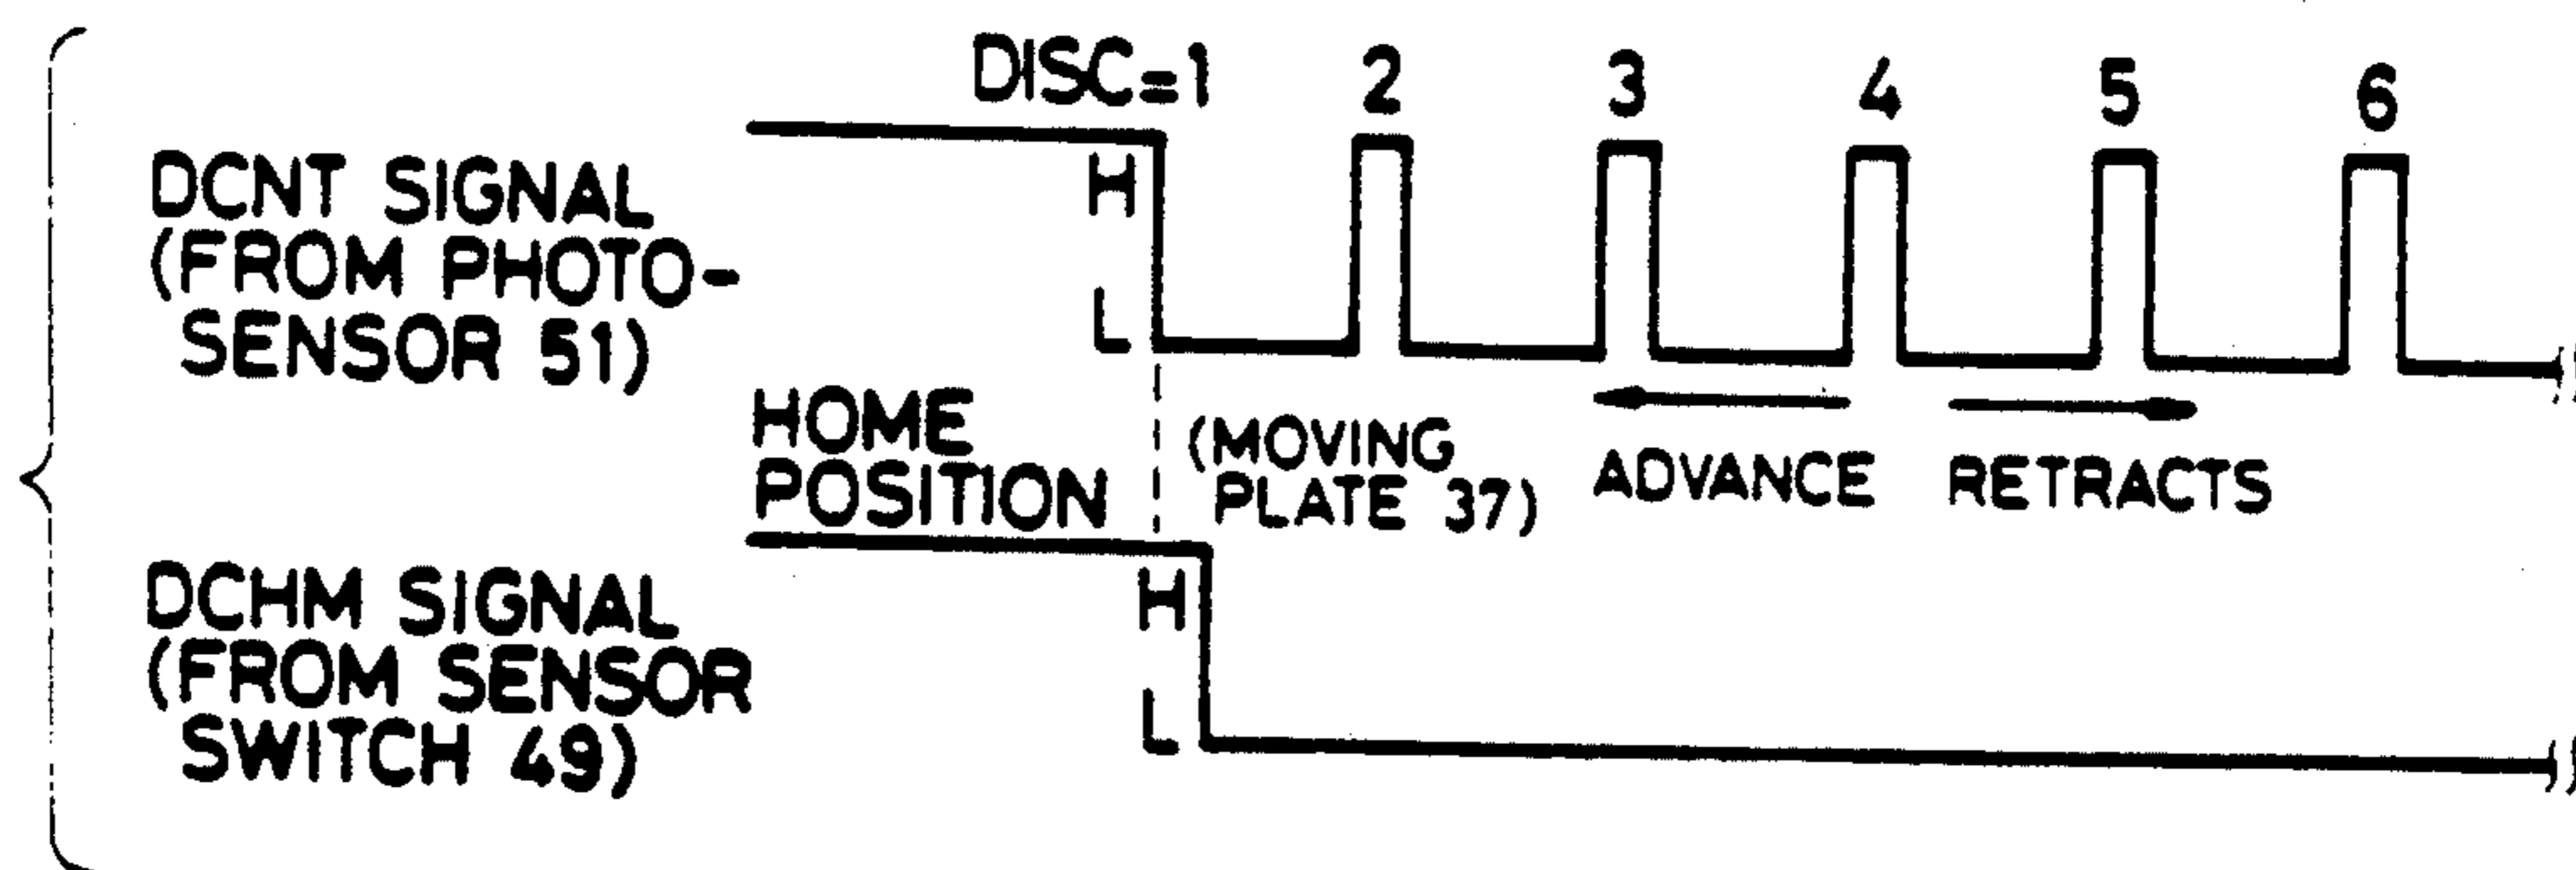 DISC=1 2 3 4 5 6
DCNT SIGNAL
(FROM PHOTO-
SENSOR 51)
H
L
HOME
POSITION
(MOVING
PLATE 37)
ADVANCE RETRACTS
DCHM SIGNAL
(FROM SENSOR
SWITCH 49)
H
L